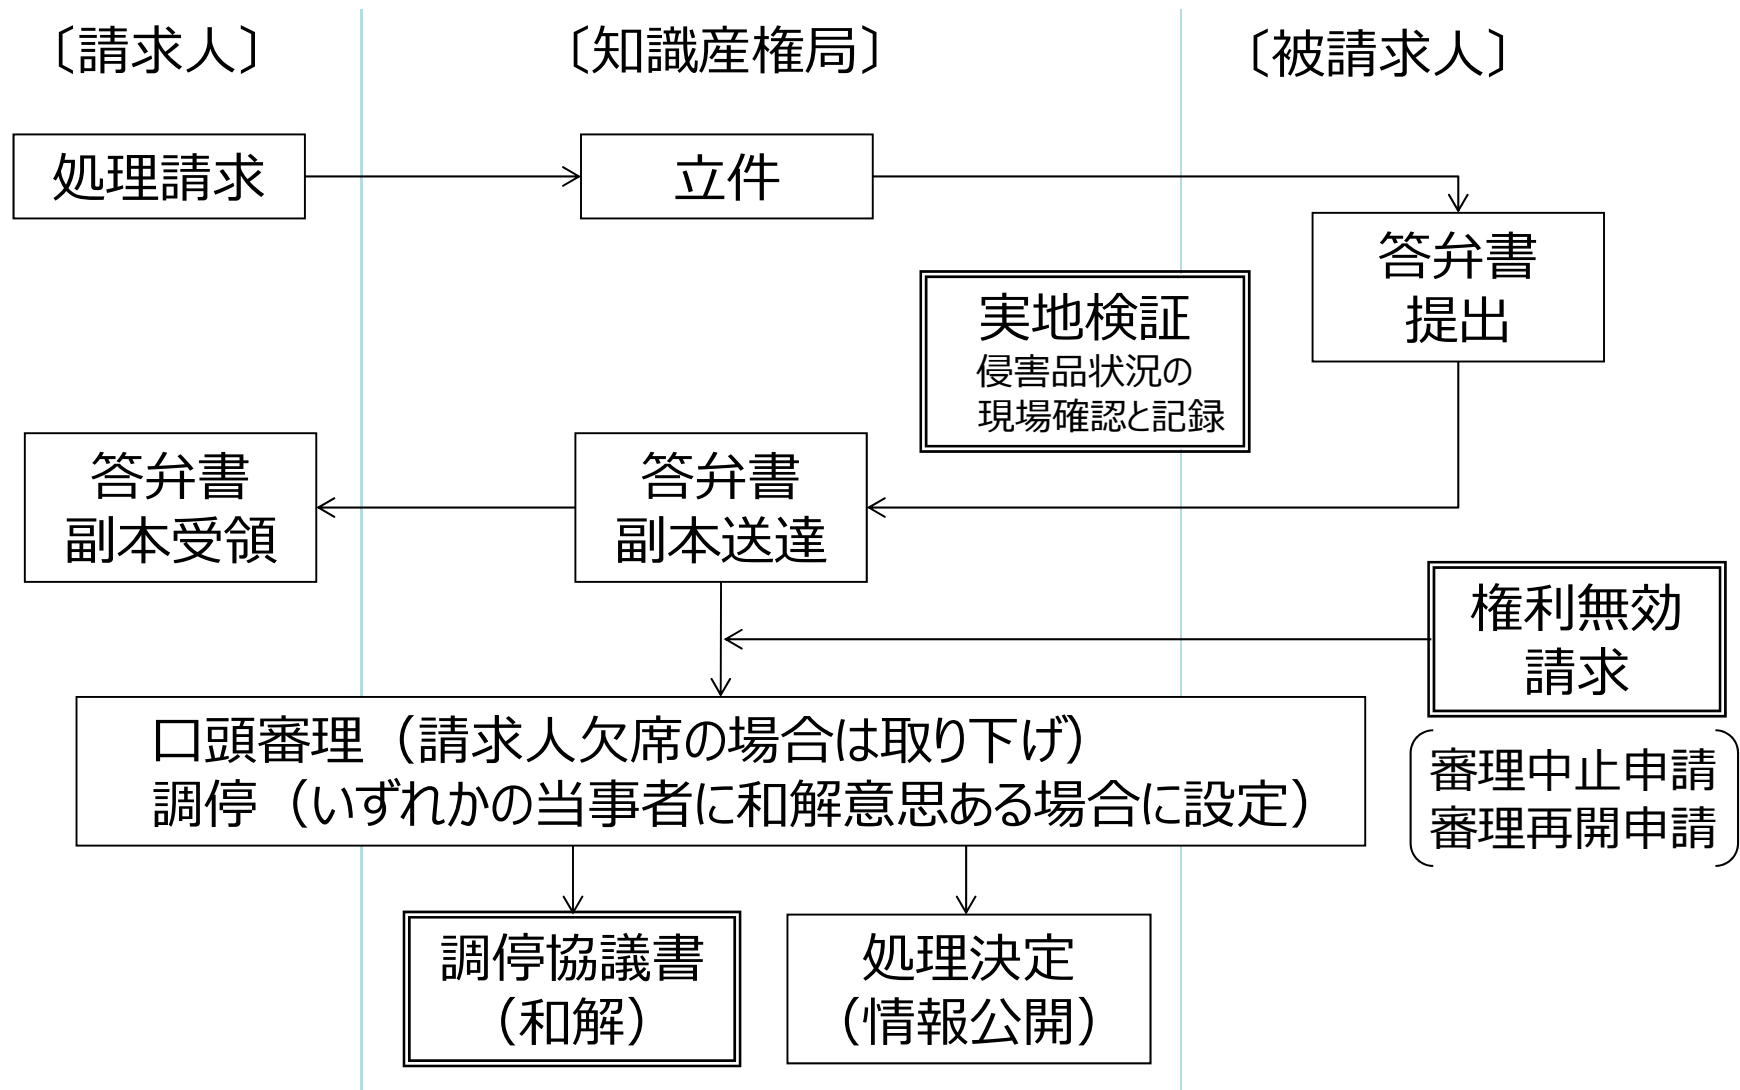 〔請求人〕
〔知識産権局〕
〔被請求人〕
処理請求
立件
答弁書
提出
実地検証
侵害品状況の
現場確認と記録
答弁書
副本受領
答弁書
副本送達
権利無効
請求
口頭審理（請求人欠席の場合は取り下げ）
調停（いずれかの当事者に和解意思ある場合に設定）
審理中止申請
審理再開申請
調停協議書
（和解）
処理決定
（情報公開）